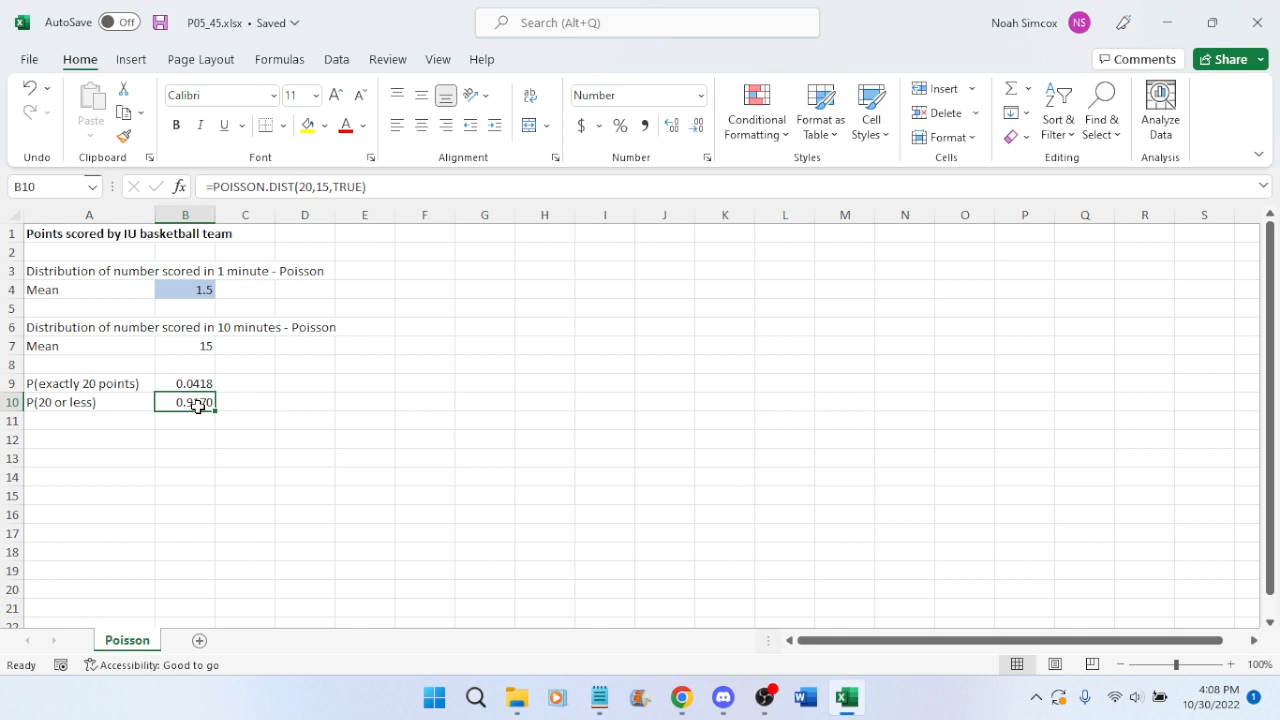 AutoSave Off P05_45.xlsx • Saved Search (Alt+Q) Noah Simcox NS
File Home Insert Page Layout Formulas Data Review View Help Comments Share
Paste Calibri 11 Number Conditional Formatting Format as Table Cell Styles Insert Delete Format Sort & Filter Find & Select Analyze Data
B I U $ %
Undo Clipboard Font Alignment Number Styles Cells Editing Analysis
B10 fx =POISSON.DIST(20,15,TRUE)
A B C D E F G H I J K L M N O P Q R S
1 Points scored by IU basketball team
2
3 Distribution of number scored in 1 minute - Poisson
4 Mean 1.5
5
6 Distribution of number scored in 10 minutes - Poisson
7 Mean 15
8
9 P(exactly 20 points) 0.0418
10 P(20 or less)
11
12
13
14
15
16
17
18
19
20
21
22
Poisson
Ready Accessibility: Good to go 100%
4:08 PM
10/30/2022 1